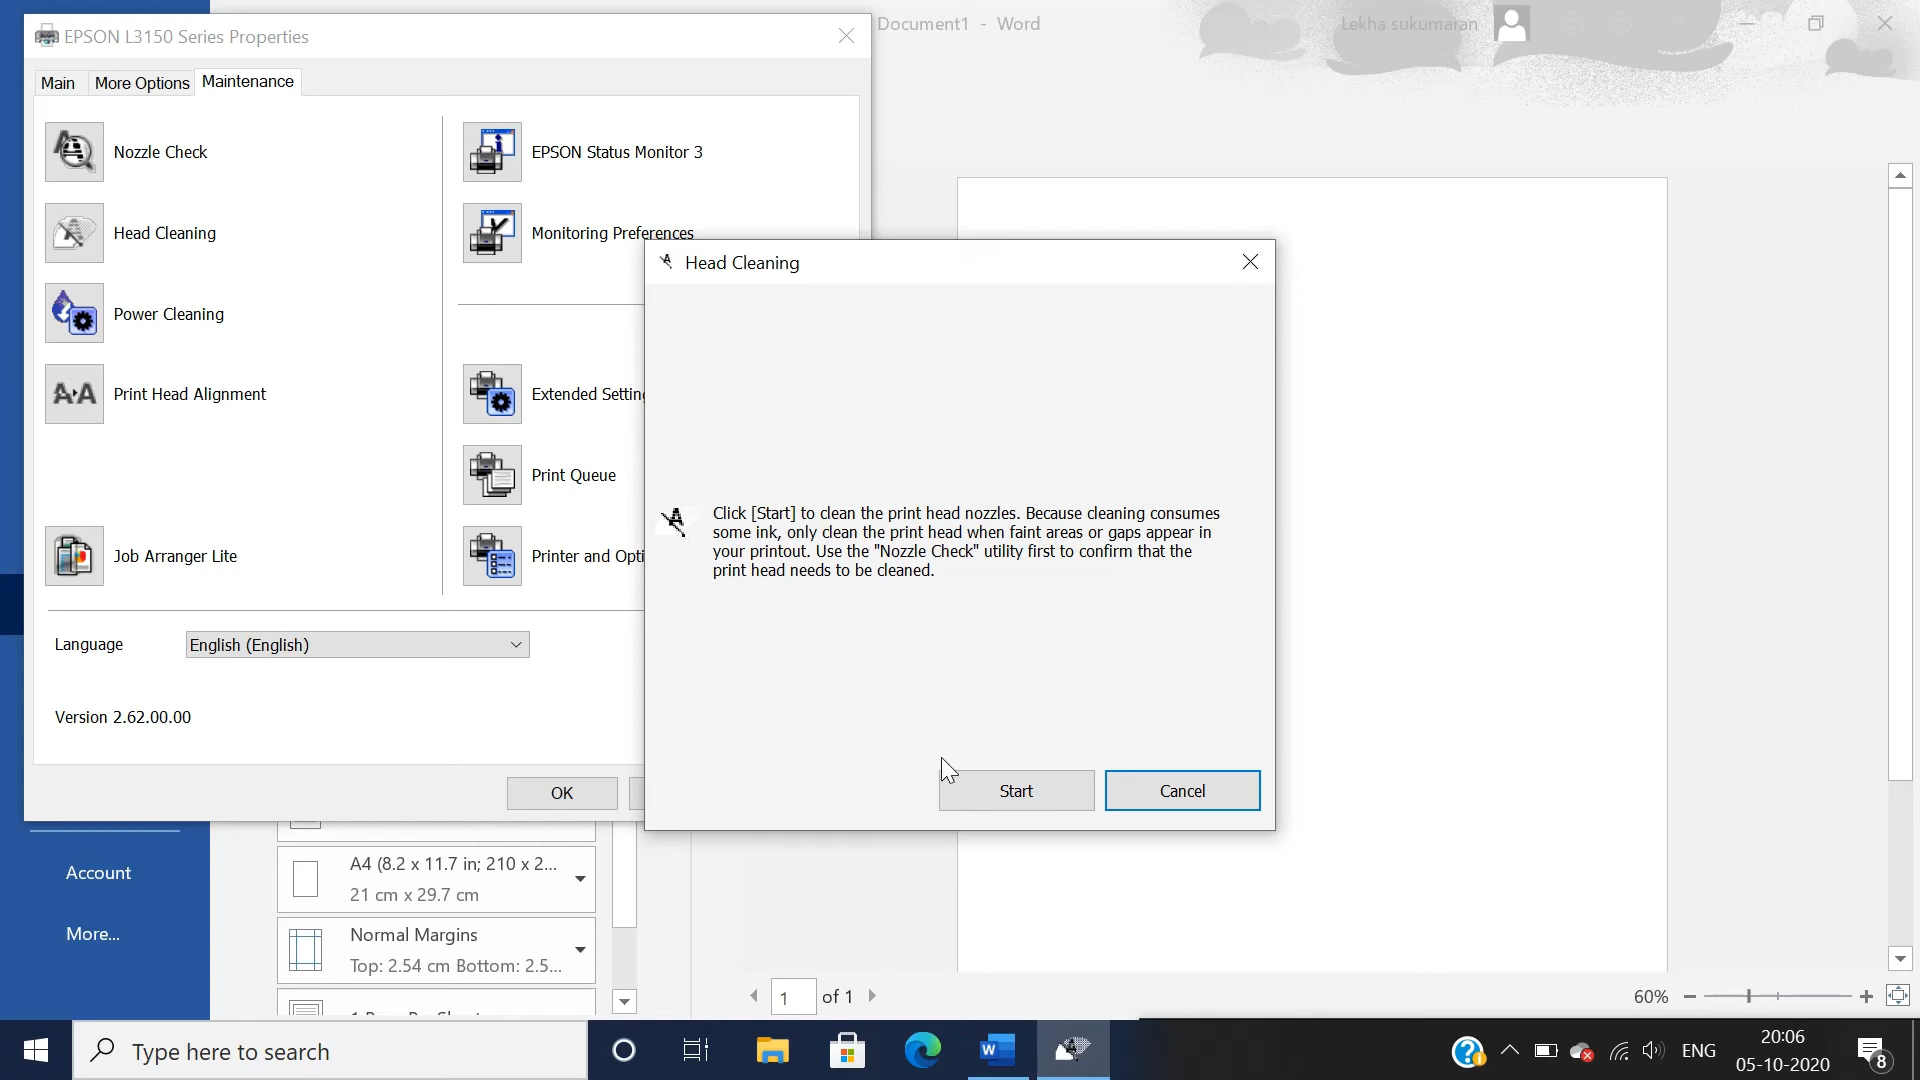 EPSON L3150 Series Properties
Document1 - Word
Lekha sukumaran
Main
More Options
Maintenance
Nozzle Check
EPSON Status Monitor 3
Head Cleaning
Monitoring Preferences
Power Cleaning
Print Head Alignment
Extended Setting
Print Queue
Job Arranger Lite
Printer and Opti
Language
English (English)
Version 2.62.00.00
OK
Head Cleaning
Click [Start] to clean the print head nozzles. Because cleaning consumes
some ink, only clean the print head when faint areas or gaps appear in
your printout. Use the "Nozzle Check" utility first to confirm that the
print head needs to be cleaned.
Start
Cancel
Account
More...
A4 (8.2 x 11.7 in; 210 x 2...
21 cm x 29.7 cm
Normal Margins
Top: 2.54 cm Bottom: 2.5...
1 of 1
60%
Type here to search
ENG
20:06
05-10-2020
8